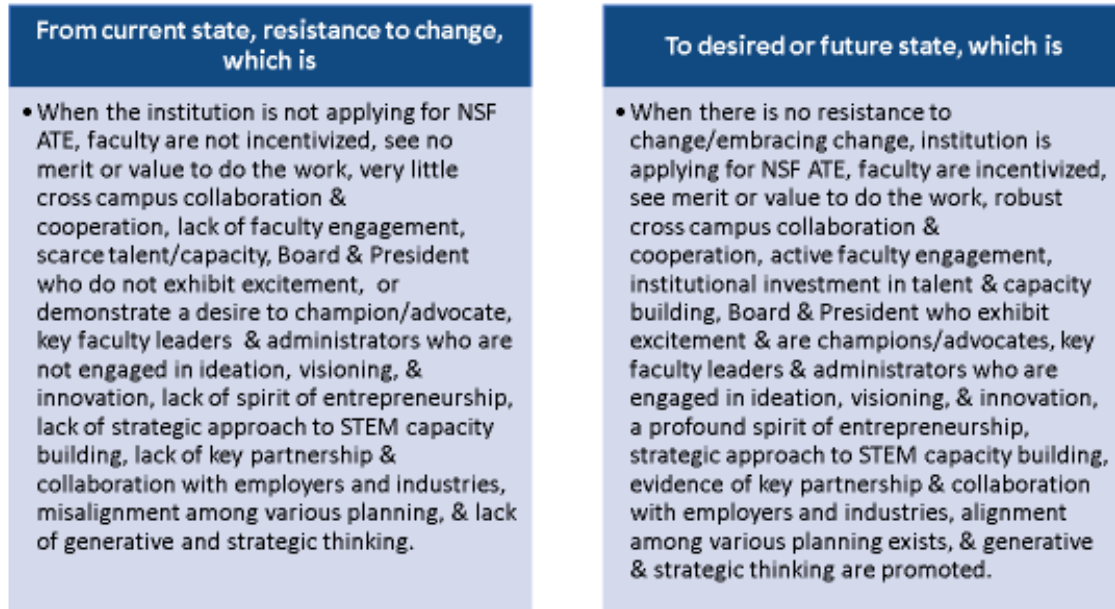 From current state, resistance to change,
which is
• When the institution is not applying for NSF
ATE, faculty are not incentivized, see no
merit or value to do the work, very little
cross campus collaboration &
cooperation, lack of faculty engagement,
scarce talent/capacity, Board & President
who do not exhibit excitement, or
demonstrate a desire to champion/advocate,
key faculty leaders & administrators who are
not engaged in ideation, visioning, &
innovation, lack of spirit of entrepreneurship,
lack of strategic approach to STEM capacity
building, lack of key partnership &
collaboration with employers and industries,
misalignment among various planning, & lack
of generative and strategic thinking.
To desired or future state, which is
• When there is no resistance to
change/embracing change, institution is
applying for NSF ATE, faculty are incentivized,
see merit or value to do the work, robust
cross campus collaboration &
cooperation, active faculty engagement,
institutional investment in talent & capacity
building, Board & President who exhibit
excitement & are champions/advocates, key
faculty leaders & administrators who are
engaged in ideation, visioning, & innovation,
a profound spirit of entrepreneurship,
strategic approach to STEM capacity building,
evidence of key partnership & collaboration
with employers and industries, alignment
among various planning exists, & generative
& strategic thinking are promoted.